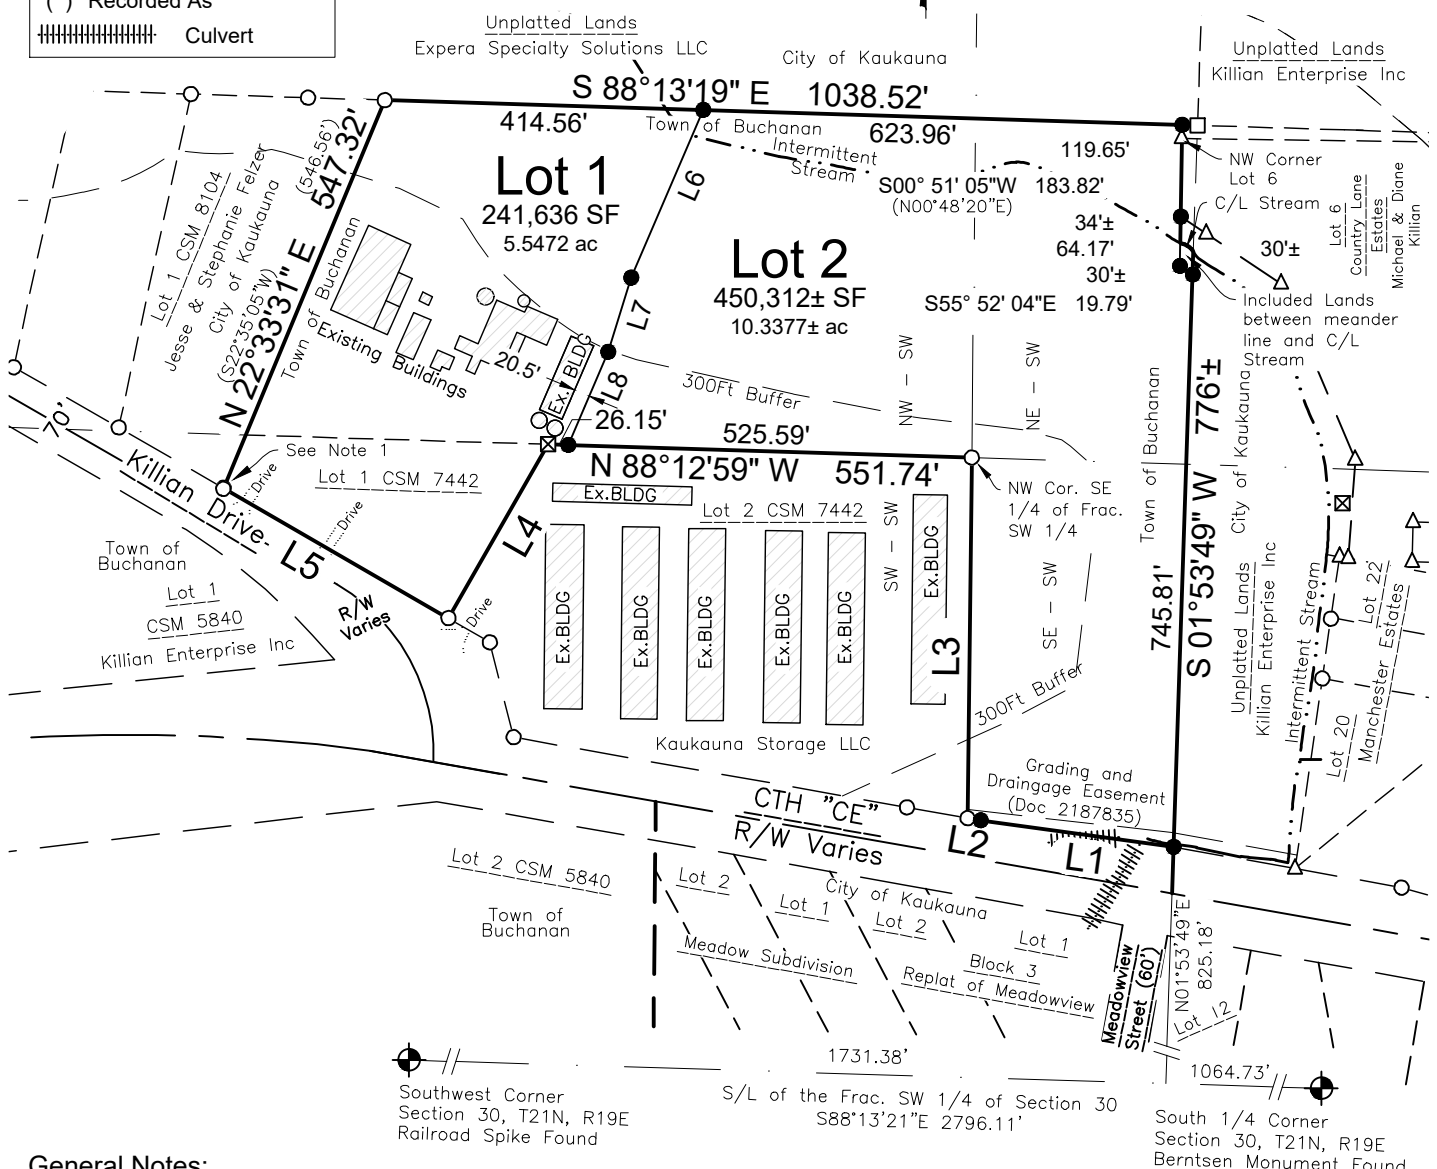 ( ) Recorded As
Culvert
Unplatted Lands
Expera Specialty Solutions LLC
City of Kaukauna
Unplatted Lands
Killian Enterprise Inc
S 88°13'19" E 1038.52'
414.56'
Town of Buchanan
623.96'
Intermittent
Stream
119.65'
NW Corner
Lot 6
S00° 51' 05"W 183.82'
(N00°48'20"E)
C/L Stream
34'±
64.17'
30'±
30'±
S55° 52' 04"E 19.79'
Included Lands
between meander
line and C/L
Stream
Lot 6
Country Lane
Estates
Michael & Diane
Killian
Lot 1
241,636 SF
5.5472 ac
Lot 2
450,312± SF
10.3377± ac
L6
L7
L8
(546.56')
547.32'
N 22°33'31" E
(S22°35'05"W)
Lot 1 CSM 8104
Jesse & Stephanie Felzer
City of Kaukauna
Town of Buchanan
Existing Buildings
20.5'
Ex. BLDG
26.15'
300Ft Buffer
NW - SW
NE - SW
525.59'
N 88°12'59" W 551.74'
70'
Killian Drive
See Note 1
Drive
Lot 1 CSM 7442
Drive
L5
L4
Drive
R/W
Varies
Town of
Buchanan
Lot 1
CSM 5840
Killian Enterprise Inc
Ex.BLDG
Lot 2 CSM 7442
Ex.BLDG
Ex.BLDG
Ex.BLDG
Ex.BLDG
Ex.BLDG
Ex.BLDG
SW - SW
SE - SW
NW Cor. SE
1/4 of Frac.
SW 1/4
L3
Kaukauna Storage LLC
300Ft Buffer
Town of Buchanan
City of Kaukauna
745.81'
S 01°53'49" W 776'±
Unplatted Lands
Killian Enterprise Inc
Intermittent Stream
Lot 22
Manchester Estates
Lot 20
Grading and
Draingage Easement
(Doc 2187835)
CTH "CE"
R/W Varies
L2
L1
Lot 2 CSM 5840
Town of
Buchanan
Lot 2
Lot 1
City of Kaukauna
Lot 2
Lot 1
Meadow Subdivision
Block 3
Replat of Meadowview
Meadowview
Street (60')
N01°53'49"E
825.18'
Lot 12
1731.38'
1064.73'
Southwest Corner
Section 30, T21N, R19E
Railroad Spike Found
S/L of the Frac. SW 1/4 of Section 30
S88°13'21"E 2796.11'
South 1/4 Corner
Section 30, T21N, R19E
Berntsen Monument Found
General Notes: